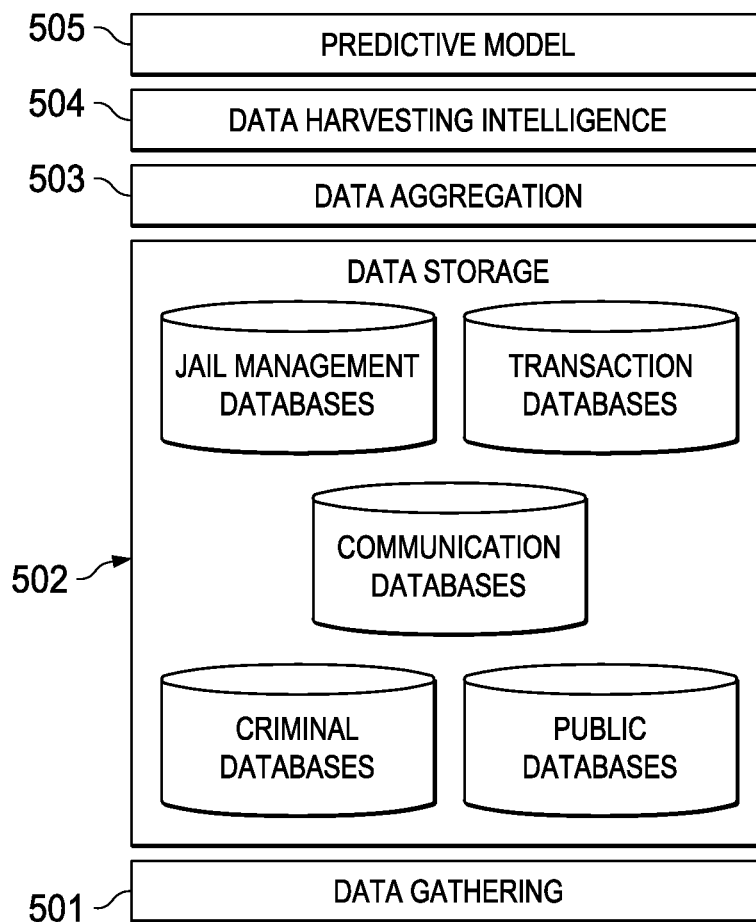 505
PREDICTIVE MODEL
504
DATA HARVESTING INTELLIGENCE
503
DATA AGGREGATION
DATA STORAGE
JAIL MANAGEMENT
DATABASES
TRANSACTION
DATABASES
COMMUNICATION
DATABASES
502
CRIMINAL
DATABASES
PUBLIC
DATABASES
501
DATA GATHERING